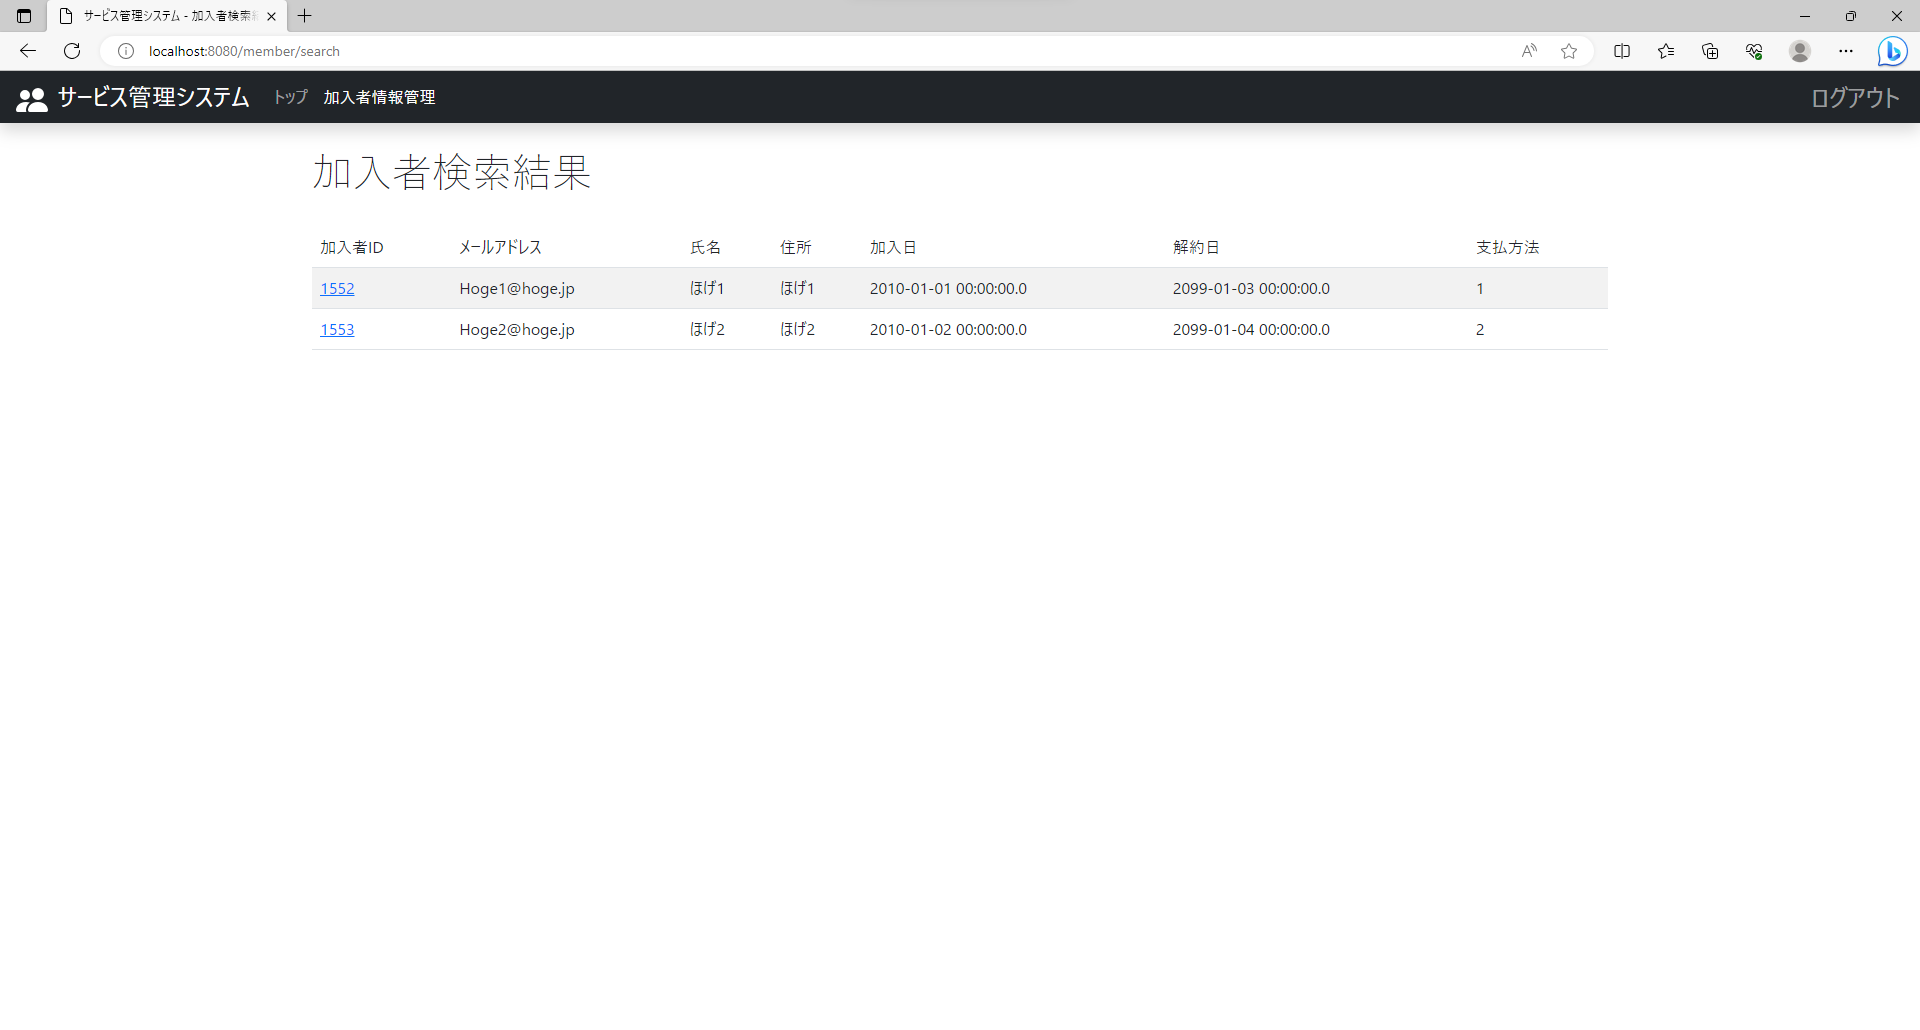 サービス管理システム - 加入者検索
localhost:8080/member/search
サービス管理システム トップ 加入者情報管理 ログアウト
加入者検索結果
加入者ID メールアドレス 氏名 住所 加入日 解約日 支払方法
1552 Hoge1@hoge.jp ほげ1 ほげ1 2010-01-01 00:00:00.0 2099-01-03 00:00:00.0 1
1553 Hoge2@hoge.jp ほげ2 ほげ2 2010-01-02 00:00:00.0 2099-01-04 00:00:00.0 2